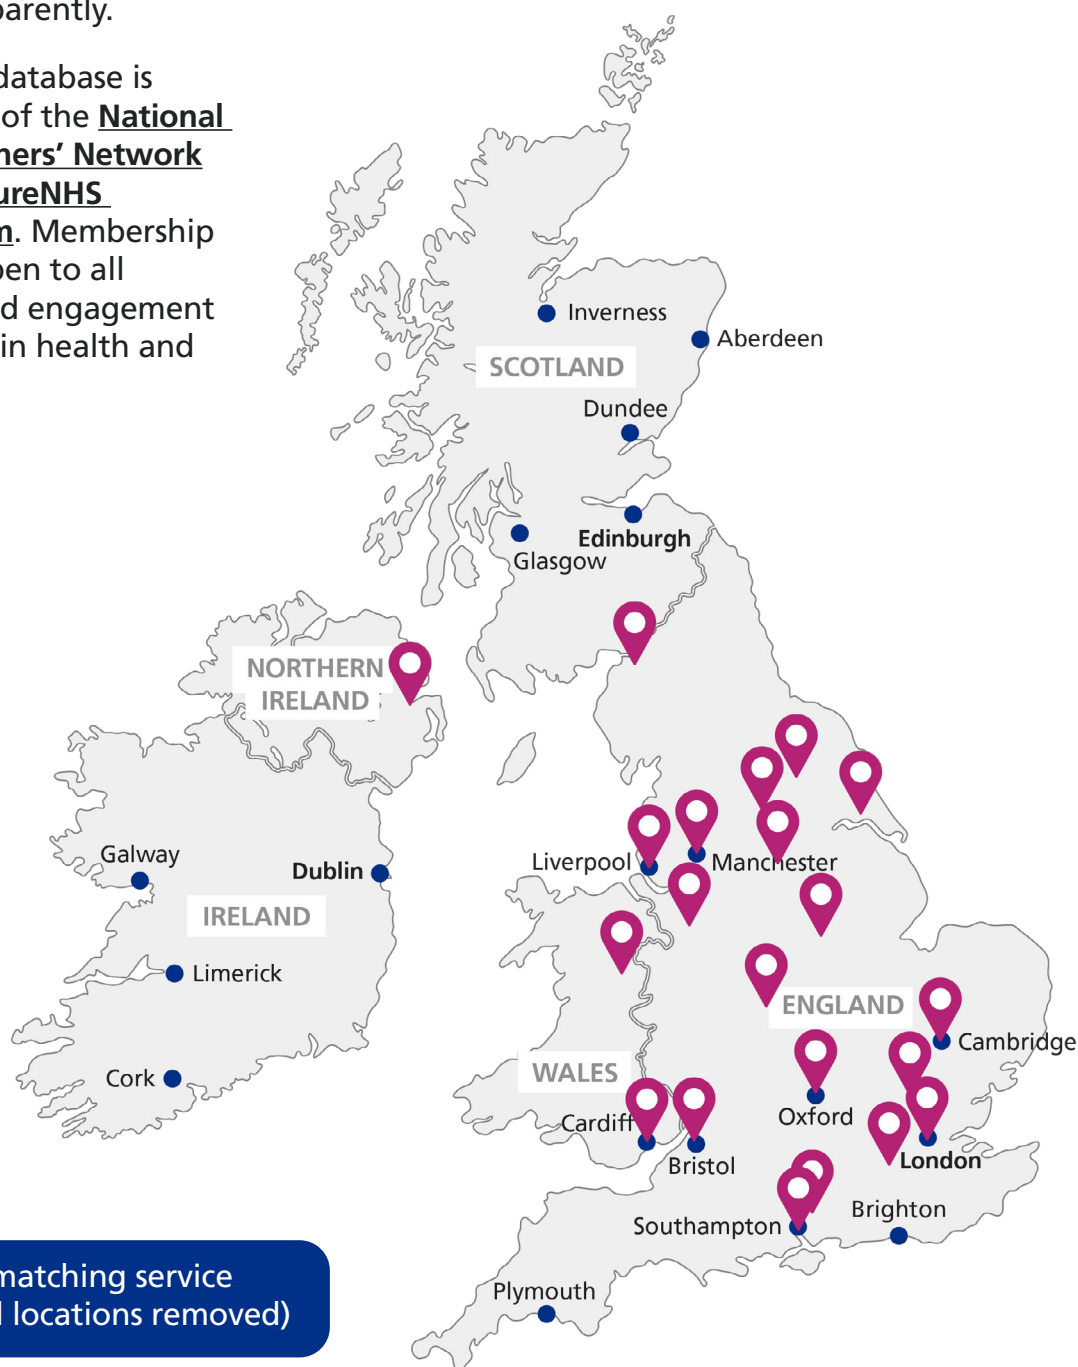 parently.
database is
of the National
ners’ Network
ureNHS
m. Membership
pen to all
d engagement
in health and
Inverness
Aberdeen
SCOTLAND
Dundee
Edinburgh
Glasgow
NORTHERN
IRELAND
Galway
Dublin
Liverpool
Manchester
IRELAND
Limerick
ENGLAND
Cambridge
WALES
Cork
Oxford
Cardiff
London
Bristol
Brighton
Southampton
Plymouth
matching service
l locations removed)